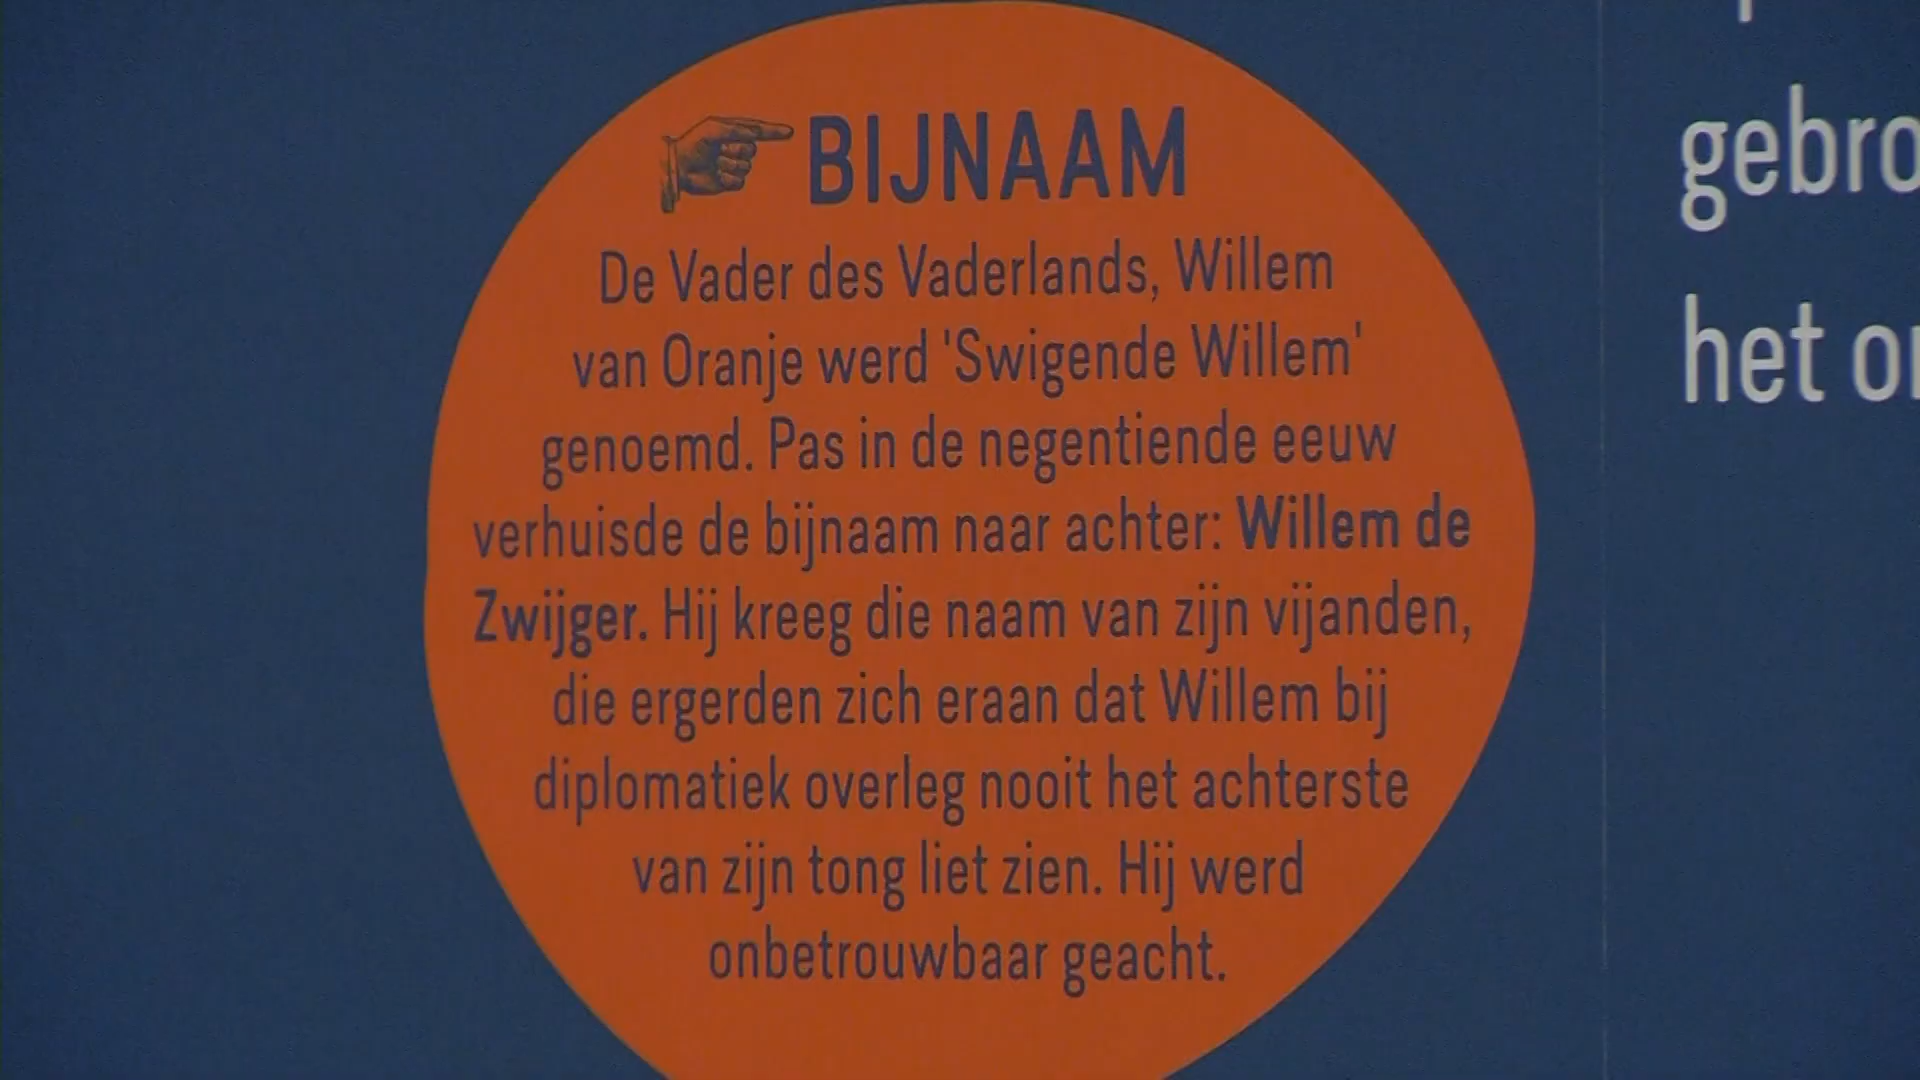 BIJNAAM
De Vader des Vaderlands, Willem
van Oranje werd 'Swigende Willem'
genoemd. Pas in de negentiende eeuw
verhuisde de bijnaam naar achter: Willem de
Zwijger. Hij kreeg die naam van zijn vijanden,
die ergerden zich eraan dat Willem bij
diplomatiek overleg nooit het achterste
van zijn tong liet zien. Hij werd
onbetrouwbaar geacht.
gebro
het o